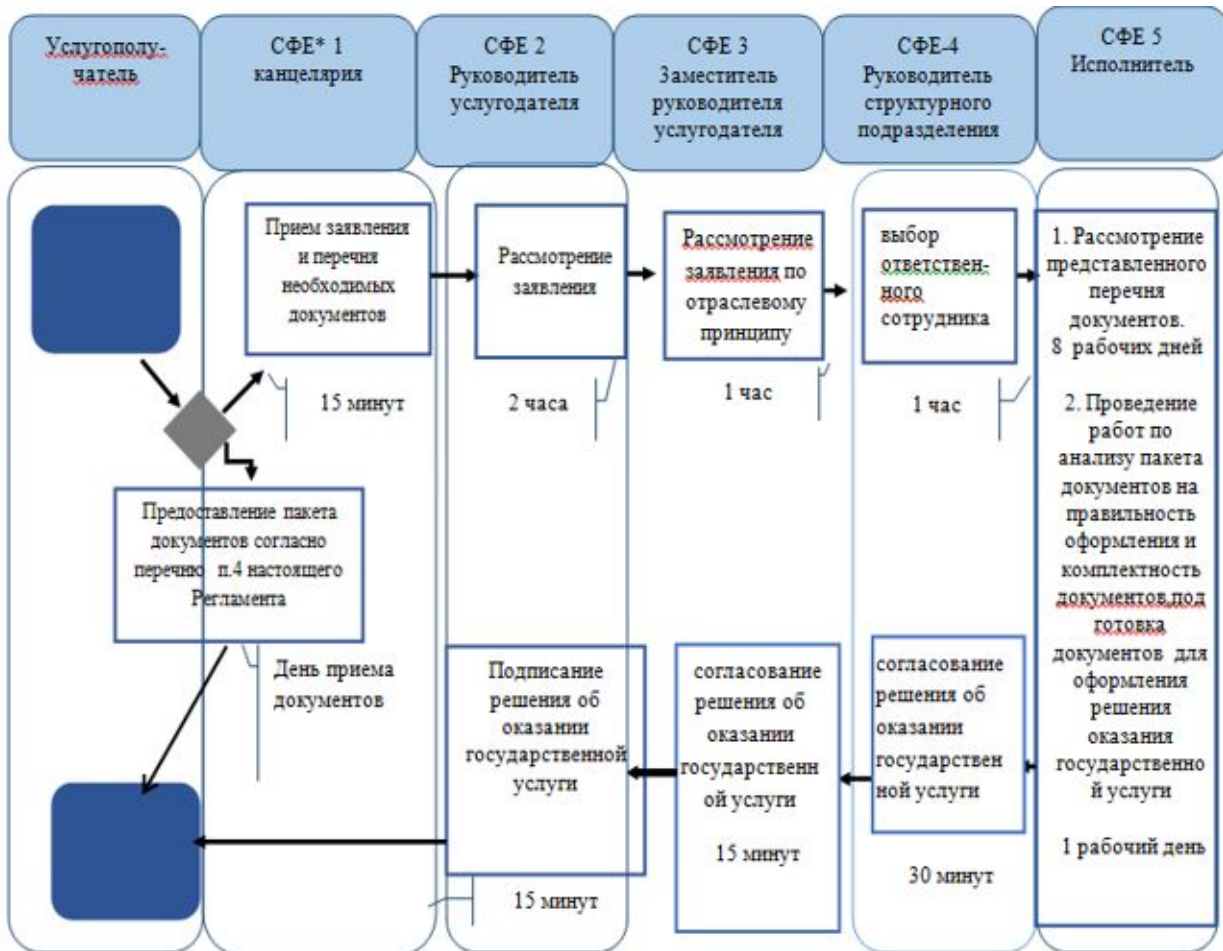 Услугополу-
чатель
СФЕ* 1
канцелярия
СФЕ 2
Руководитель
услугодателя
СФЕ 3
Заместитель
руководителя
услугодателя
СФЕ-4
Руководитель
структурного
подразделения
СФЕ 5
Исполнитель
Прием заявления
и перечня
необходимых
документов
15 минут
Рассмотрение
заявления
2 часа
Рассмотрение
заявления по
отраслевому
принципу
1 час
выбор
ответствен-
ного
сотрудника
1 час
1. Рассмотрение
представленного
перечня
документов.
8 рабочих дней
2. Проведение
работ по
анализу пакета
документов на
правильность
оформления и
комплектность
документов,под
готовка
документов для
оформления
решения
оказания
государственно
й услуги
1 рабочий день
Предоставление пакета
документов согласно
перечню п.4 настоящего
Регламента
День приема
документов
Подписание
решения об
оказании
государственной
услуги
15 минут
согласование
решения об
оказании
государственн
ой услуги
15 минут
согласование
решения об
оказании
государствен
ной услуги
30 минут